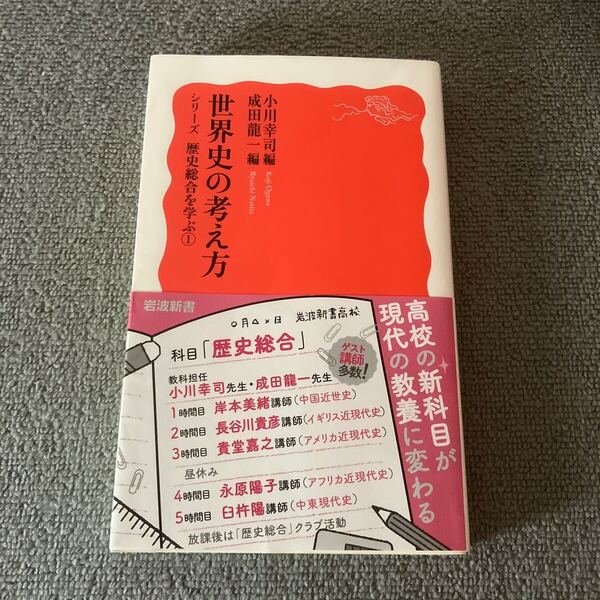 小川幸司編 Koji Ogawa
成田龍一編 Ryuichi Narita
世界史の考え方
シリーズ 歴史総合を学ぶ①
岩波新書
高校の新科目が
現代の教養に変わる
○月△×日 岩波新書高校
科目「歴史総合」
ゲスト
講師
多数!
教科担任
小川幸司先生・成田龍一先生
1時間目 岸本美緒講師(中国近世史)
2時間目 長谷川貴彦講師(イギリス近現代史)
3時間目 貴堂嘉之講師(アメリカ近現代史)
昼休み
4時間目 永原陽子講師(アフリカ近現代史)
5時間目 臼杵陽講師(中東現代史)
放課後は「歴史総合」クラブ活動